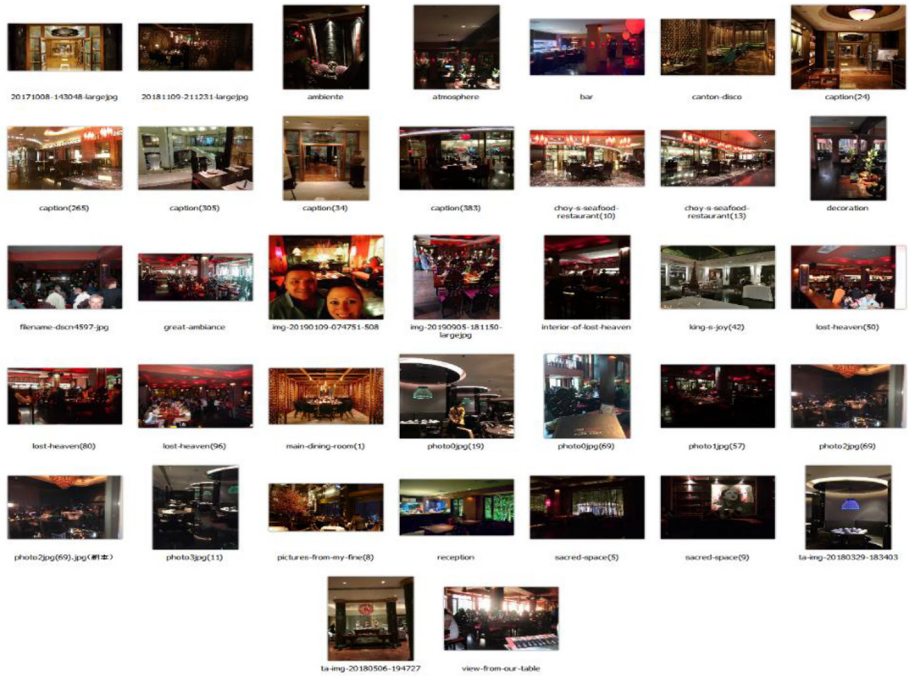 20171008-143048-largejpg
20181109-211231-largejpg
ambiente
atmosphere
bar
canton-disco
caption(24)
caption(265)
caption(305)
caption(34)
caption(383)
choy-s-seafood-
restaurant(10)
choy-s-seafood-
restaurant(13)
decoration
filename-dscn4597-jpg
great-ambiance
img-20190109-074751-508
img-20190905-181150-
largejpg
interior-of-lost-heaven
king-s-joy(42)
lost-heaven(50)
lost-heaven(80)
lost-heaven(96)
main-dining-room(1)
photo0jpg(19)
photo0jpg(69)
photo1jpg(57)
photo2jpg(69)
photo2jpg(69).jpg(副本)
photo3jpg(11)
pictures-from-my-fine(8)
reception
sacred-space(5)
sacred-space(9)
ta-img-20180329-183403
ta-img-20180506-194727
view-from-our-table